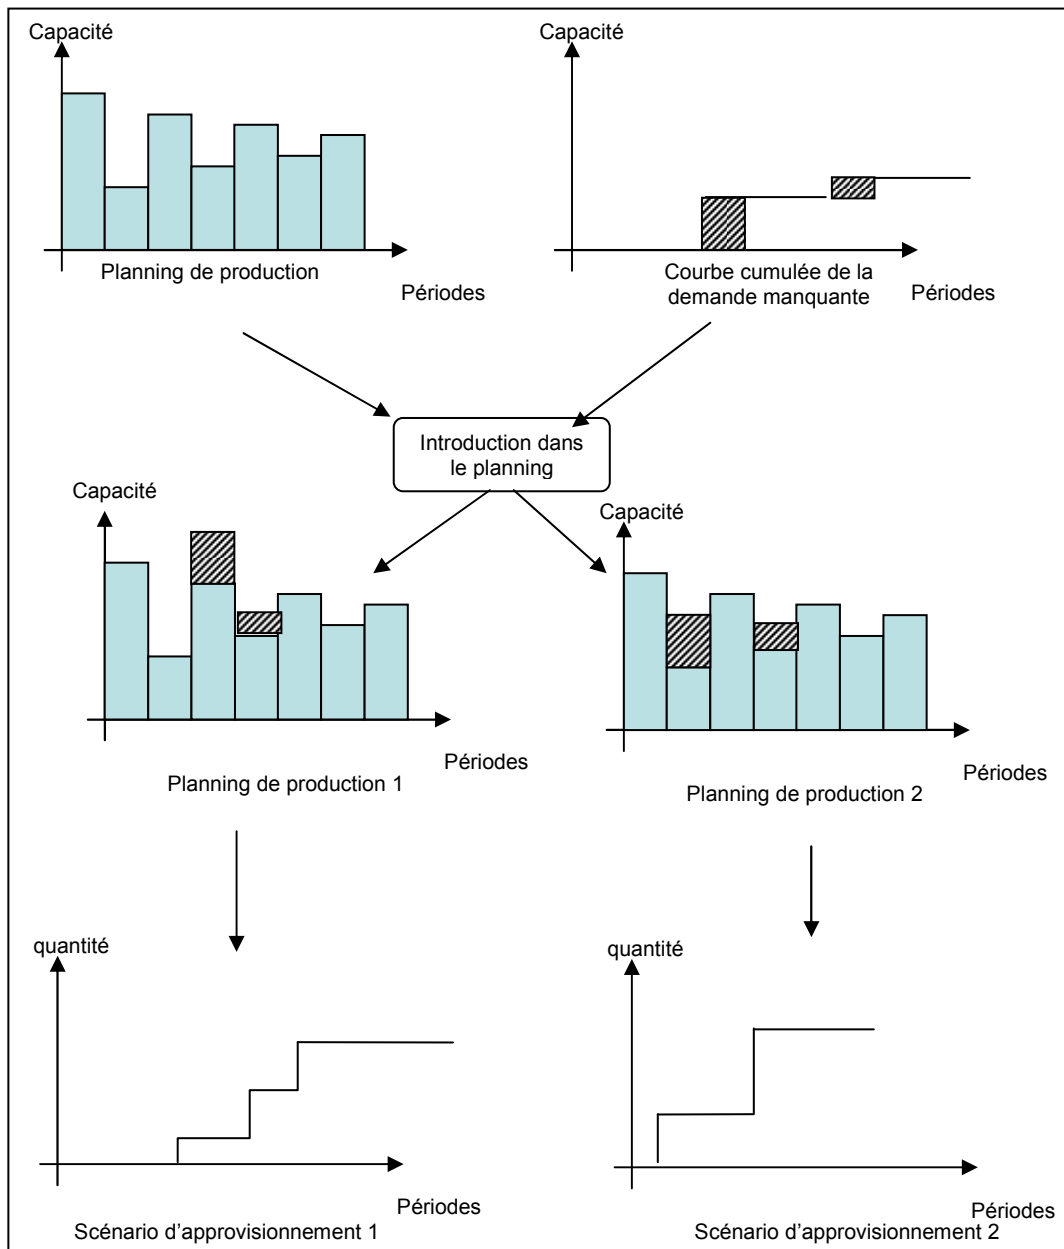 Capacité
Capacité
Planning de production
Périodes
Courbe cumulée de la
demande manquante
Périodes
Introduction dans
le planning
Capacité
Capacité
Périodes
Périodes
Planning de production 1
Planning de production 2
quantité
quantité
Périodes
Périodes
Scénario d'approvisionnement 1
Scénario d'approvisionnement 2